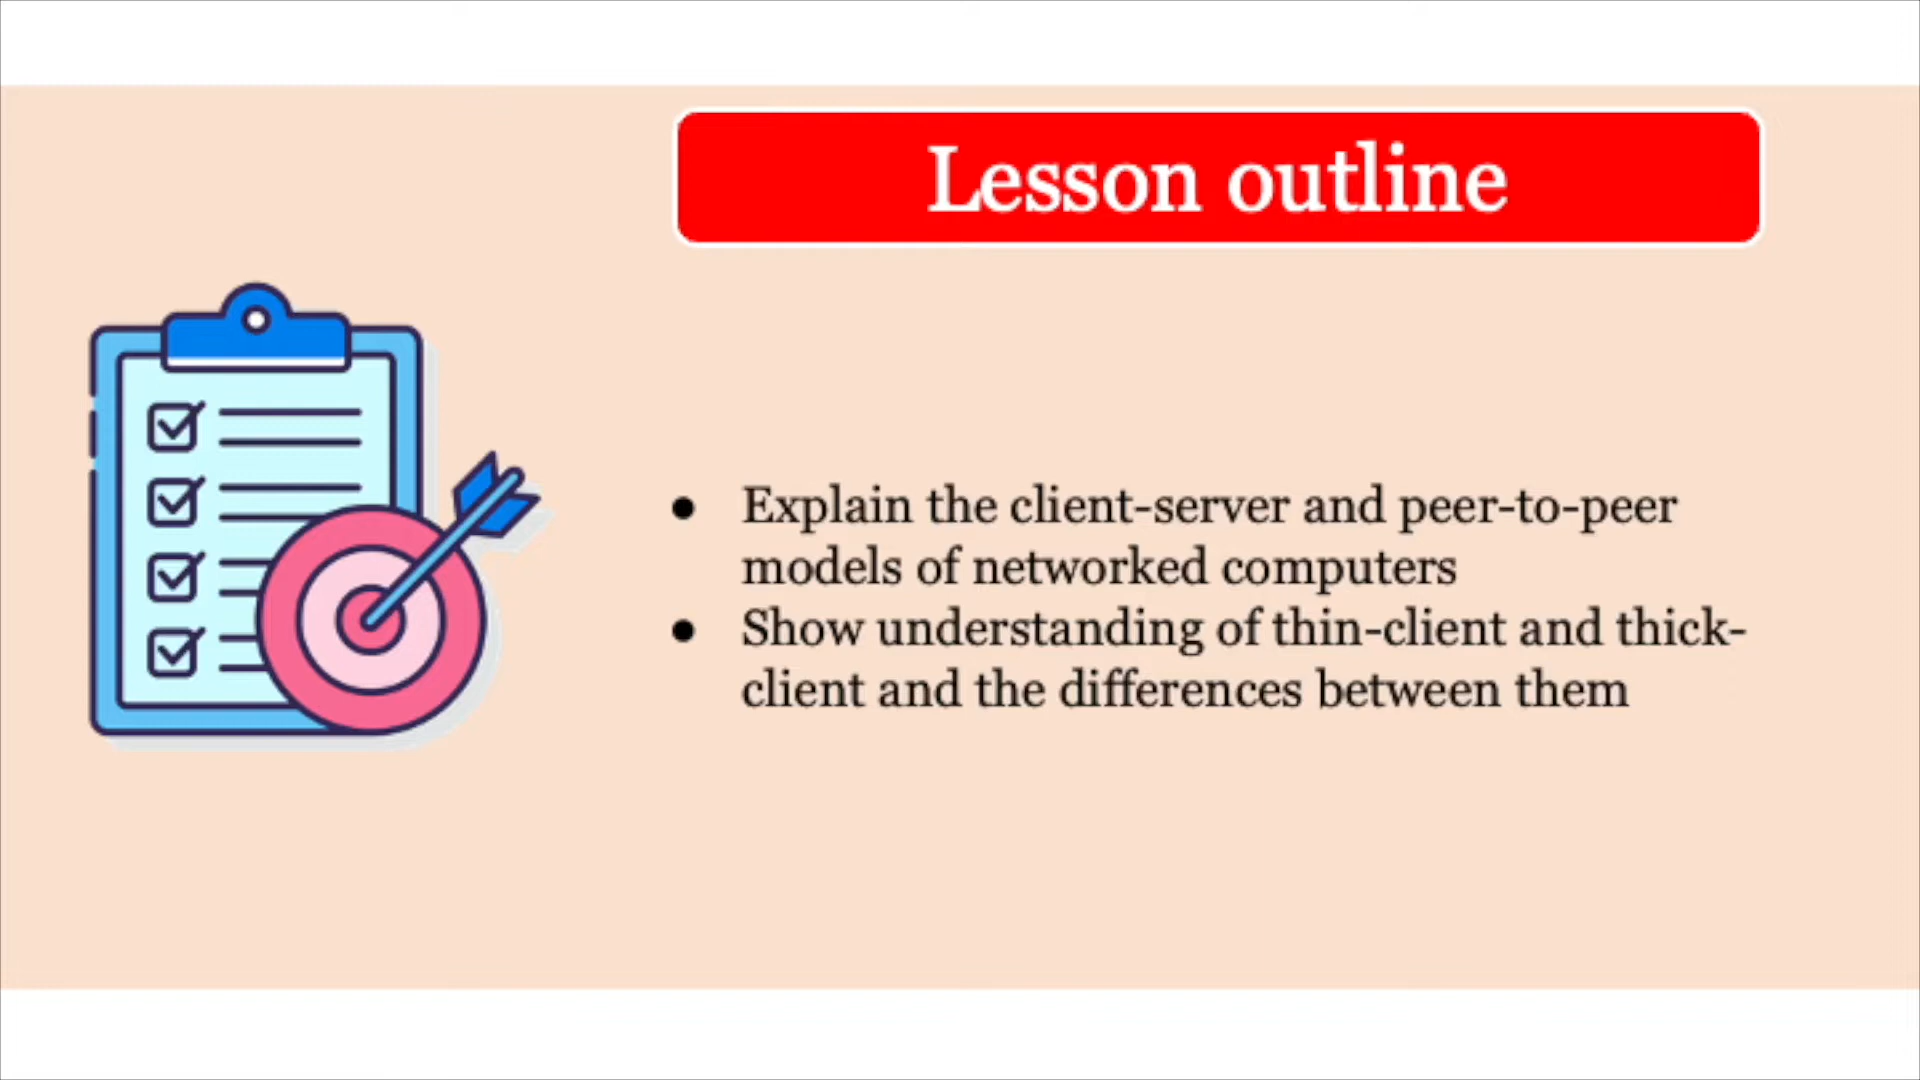 Lesson outline
● Explain the client-server and peer-to-peer
models of networked computers
● Show understanding of thin-client and thick-
client and the differences between them